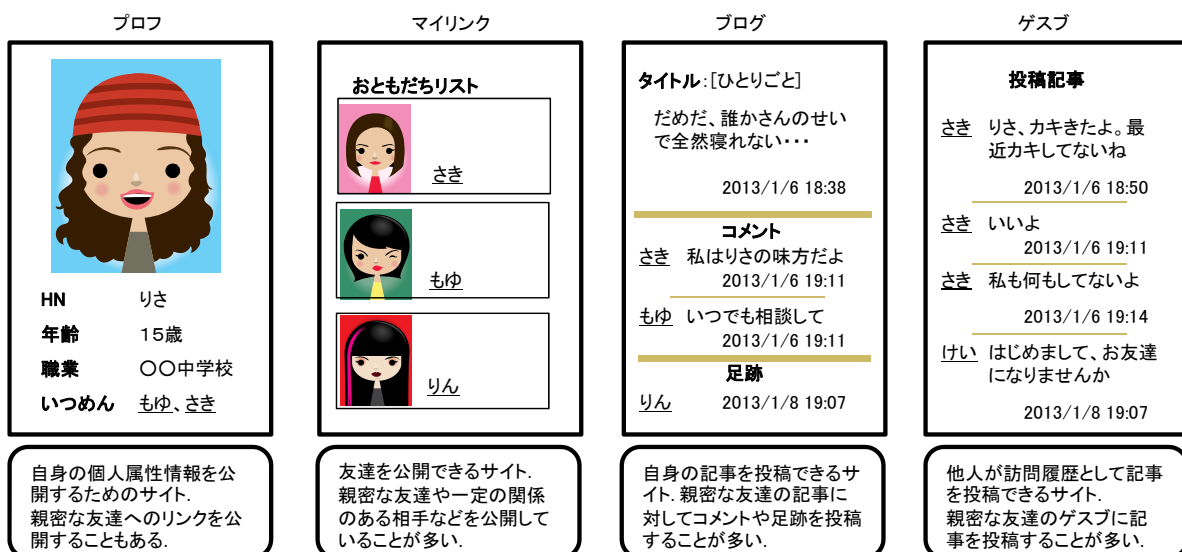 プロフ
HN りさ
年齢 15歳
職業 〇〇中学校
いつめん もゆ、さき
自身の個人属性情報を公
開するためのサイト.
親密な友達へのリンクを公
開することもある.
マイリンク
おともだちリスト
さき
もゆ
りん
友達を公開できるサイト.
親密な友達や一定の関係
のある相手などを公開して
いることが多い.
ブログ
タイトル:[ひとりごと]
だめだ、誰かさんのせい
で全然寝れない・・・
2013/1/6 18:38
コメント
さき 私はりさの味方だよ
2013/1/6 19:11
もゆ いつでも相談して
2013/1/6 19:11
足跡
りん 2013/1/8 19:07
自身の記事を投稿できるサ
イト. 親密な友達の記事に
対してコメントや足跡を投稿
することが多い.
ゲスブ
投稿記事
さき りさ、カキきたよ。最
近カキしてないね
2013/1/6 18:50
さき いいよ
2013/1/6 19:11
さき 私も何もしてないよ
2013/1/6 19:14
けい はじめまして、お友達
になりませんか
2013/1/8 19:07
他人が訪問履歴として記事
を投稿できるサイト.
親密な友達のゲスブに記
事を投稿することが多い.